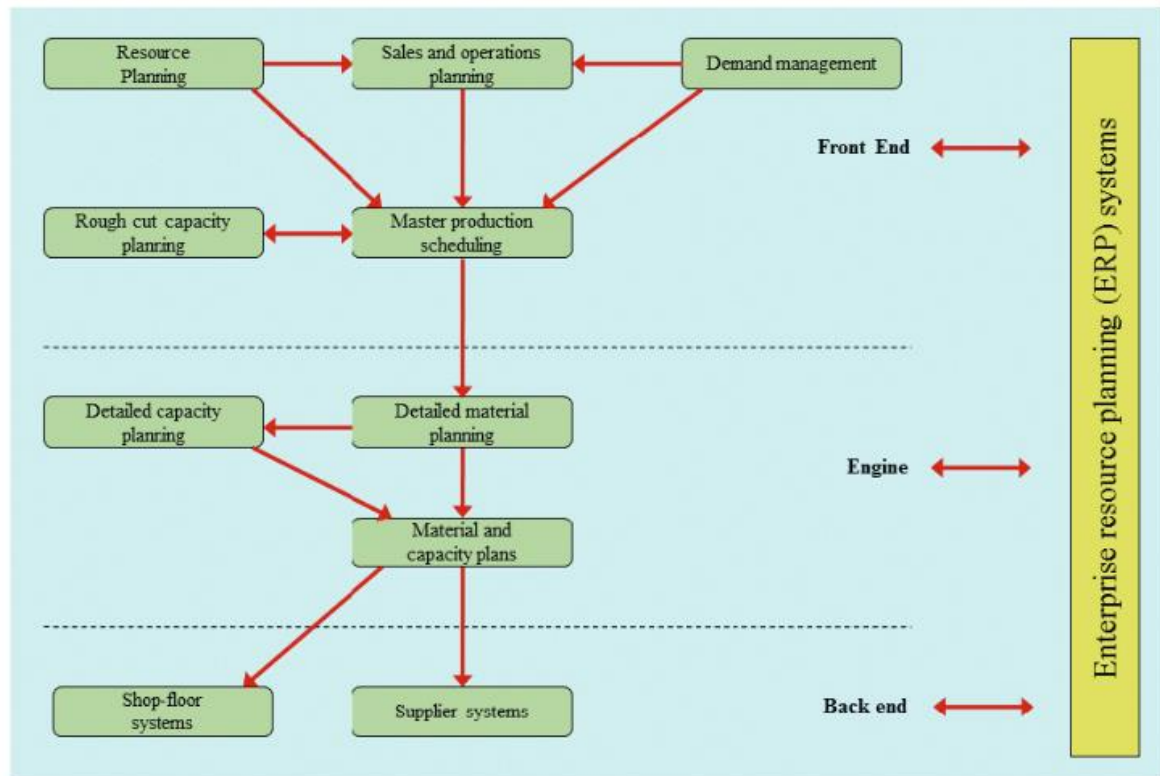 Resource
Planning
Sales and operations
planning
Demand management
Front End
Rough cut capacity
planning
Master production
scheduling
Detailed capacity
planning
Detailed material
planning
Engine
Material and
capacity plans
Shop-floor
systems
Supplier systems
Back end
Enterprise resource planning (ERP) systems